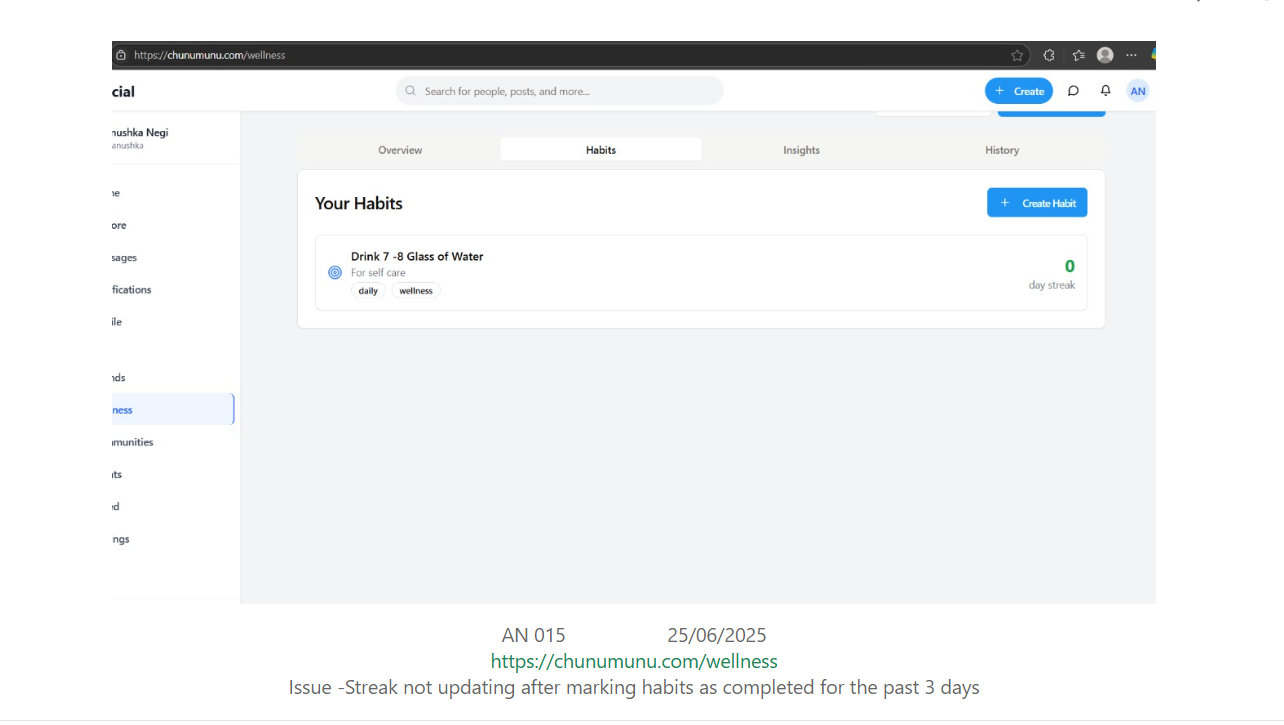 https://chunumunu.com/wellness
cial
Search for people, posts, and more...
+ Create
AN
nushka Negi
anushka
ne
ore
sages
fications
ile
nds
ness
munities
ts
ed
ngs
Overview
Habits
Insights
History
Your Habits
+ Create Habit
Drink 7 -8 Glass of Water
For self care
daily
wellness
0
day streak
AN 015 25/06/2025
https://chunumunu.com/wellness
Issue -Streak not updating after marking habits as completed for the past 3 days